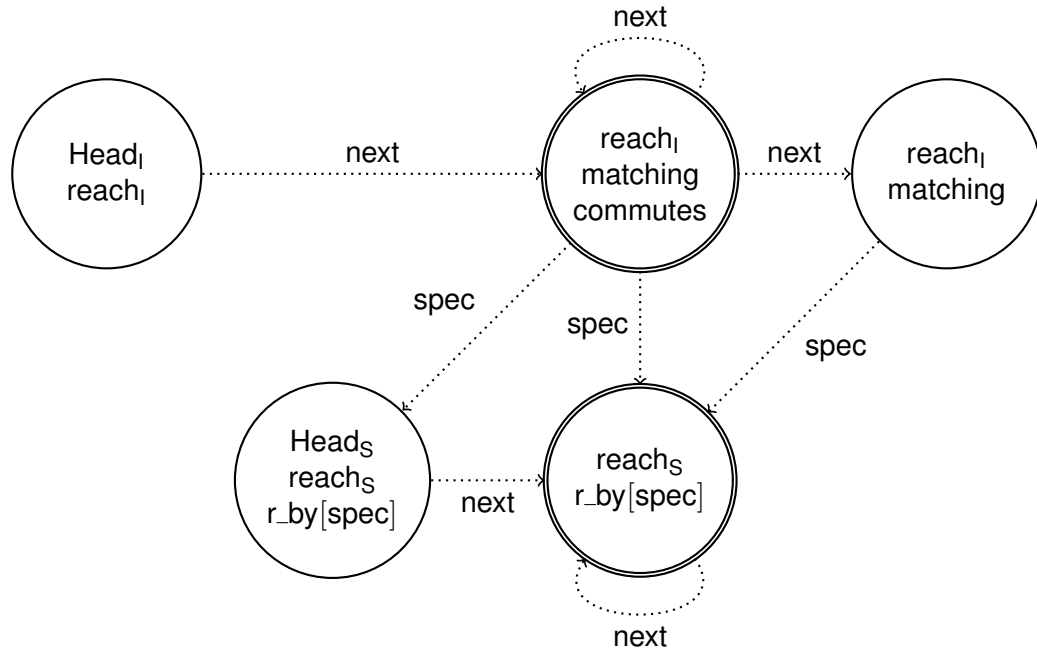 next
Head_I
reach_I
next
reach_I
matching
commutes
next
reach_I
matching
spec
spec
spec
Head_S
reach_S
r_by[spec]
next
reach_S
r_by[spec]
next